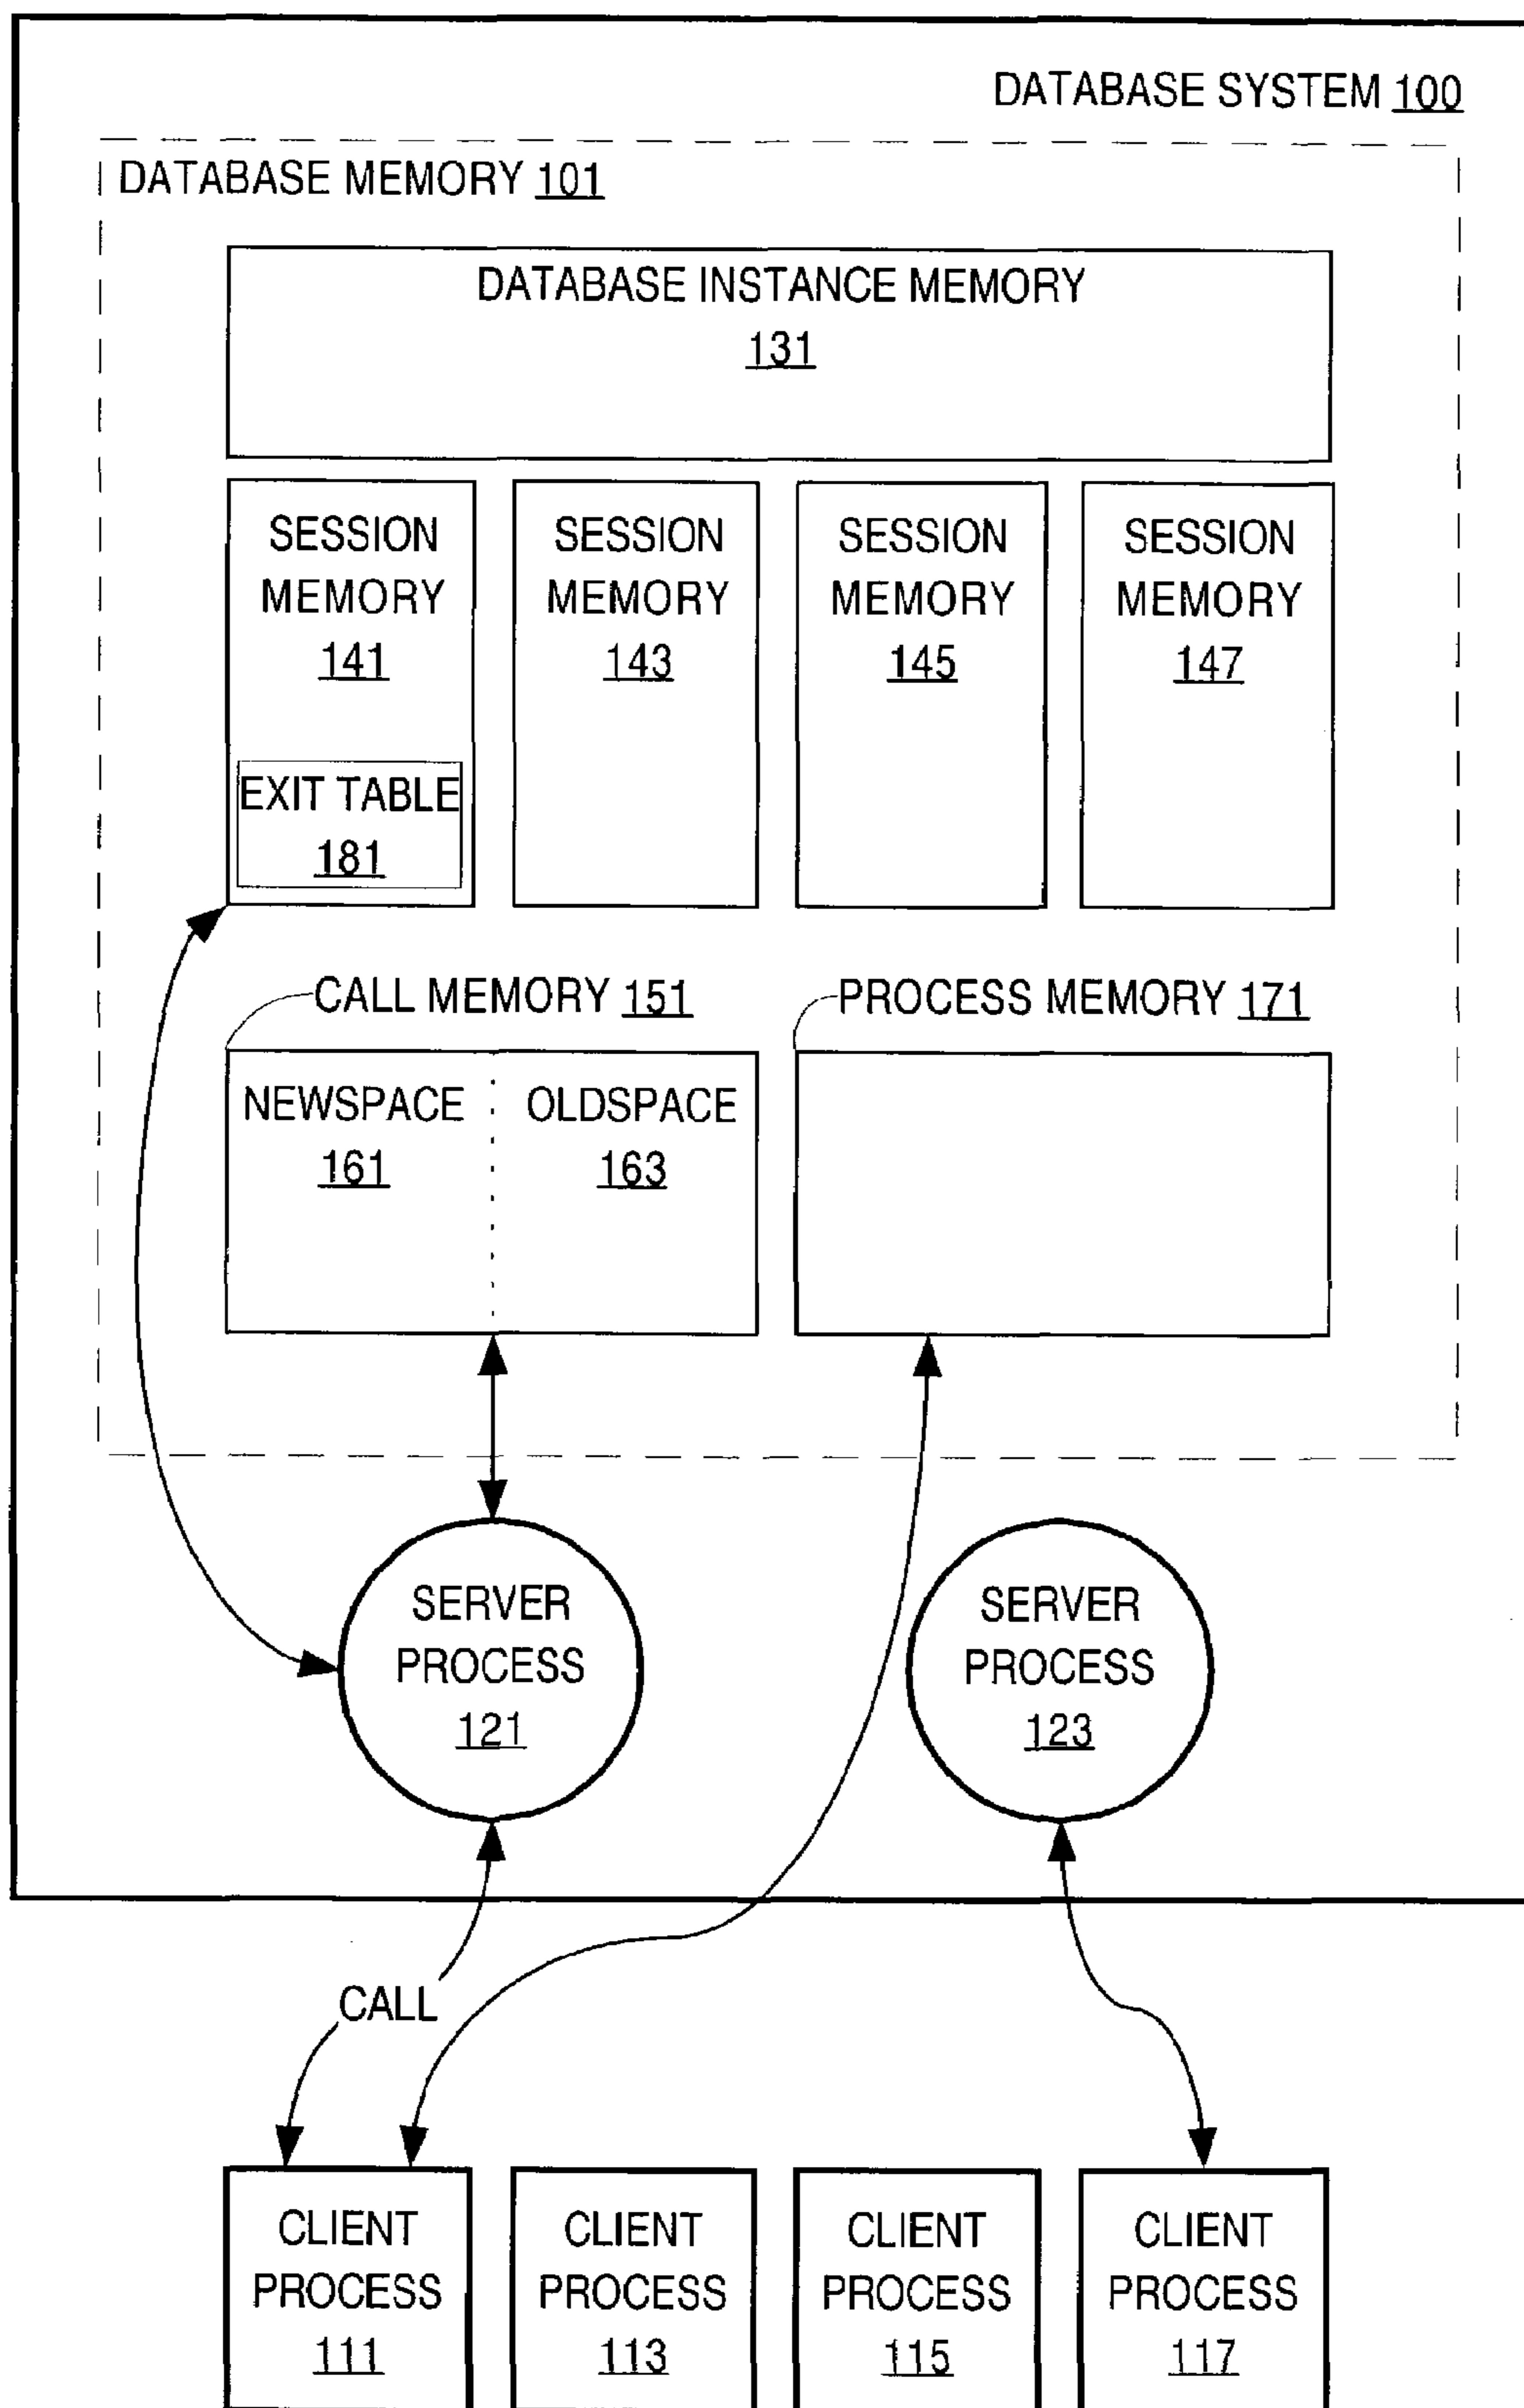 DATABASE SYSTEM 100
DATABASE MEMORY 101
DATABASE INSTANCE MEMORY
131
SESSION
MEMORY
141
EXIT TABLE
181
SESSION
MEMORY
143
SESSION
MEMORY
145
SESSION
MEMORY
147
CALL MEMORY 151
NEWSPACE
161
OLDSPACE
163
PROCESS MEMORY 171
SERVER
PROCESS
121
SERVER
PROCESS
123
CALL
CLIENT
PROCESS
111
CLIENT
PROCESS
113
CLIENT
PROCESS
115
CLIENT
PROCESS
117